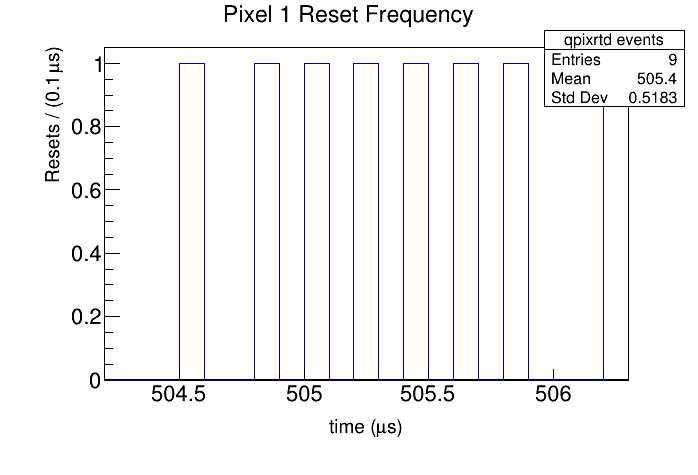 Pixel 1 Reset Frequency
qpixrtd events
Entries 9
Mean 505.4
Std Dev 0.5183
Resets / (0.1 μs)
1
0.8
0.6
0.4
0.2
0
504.5 505 505.5 506
time (μs)